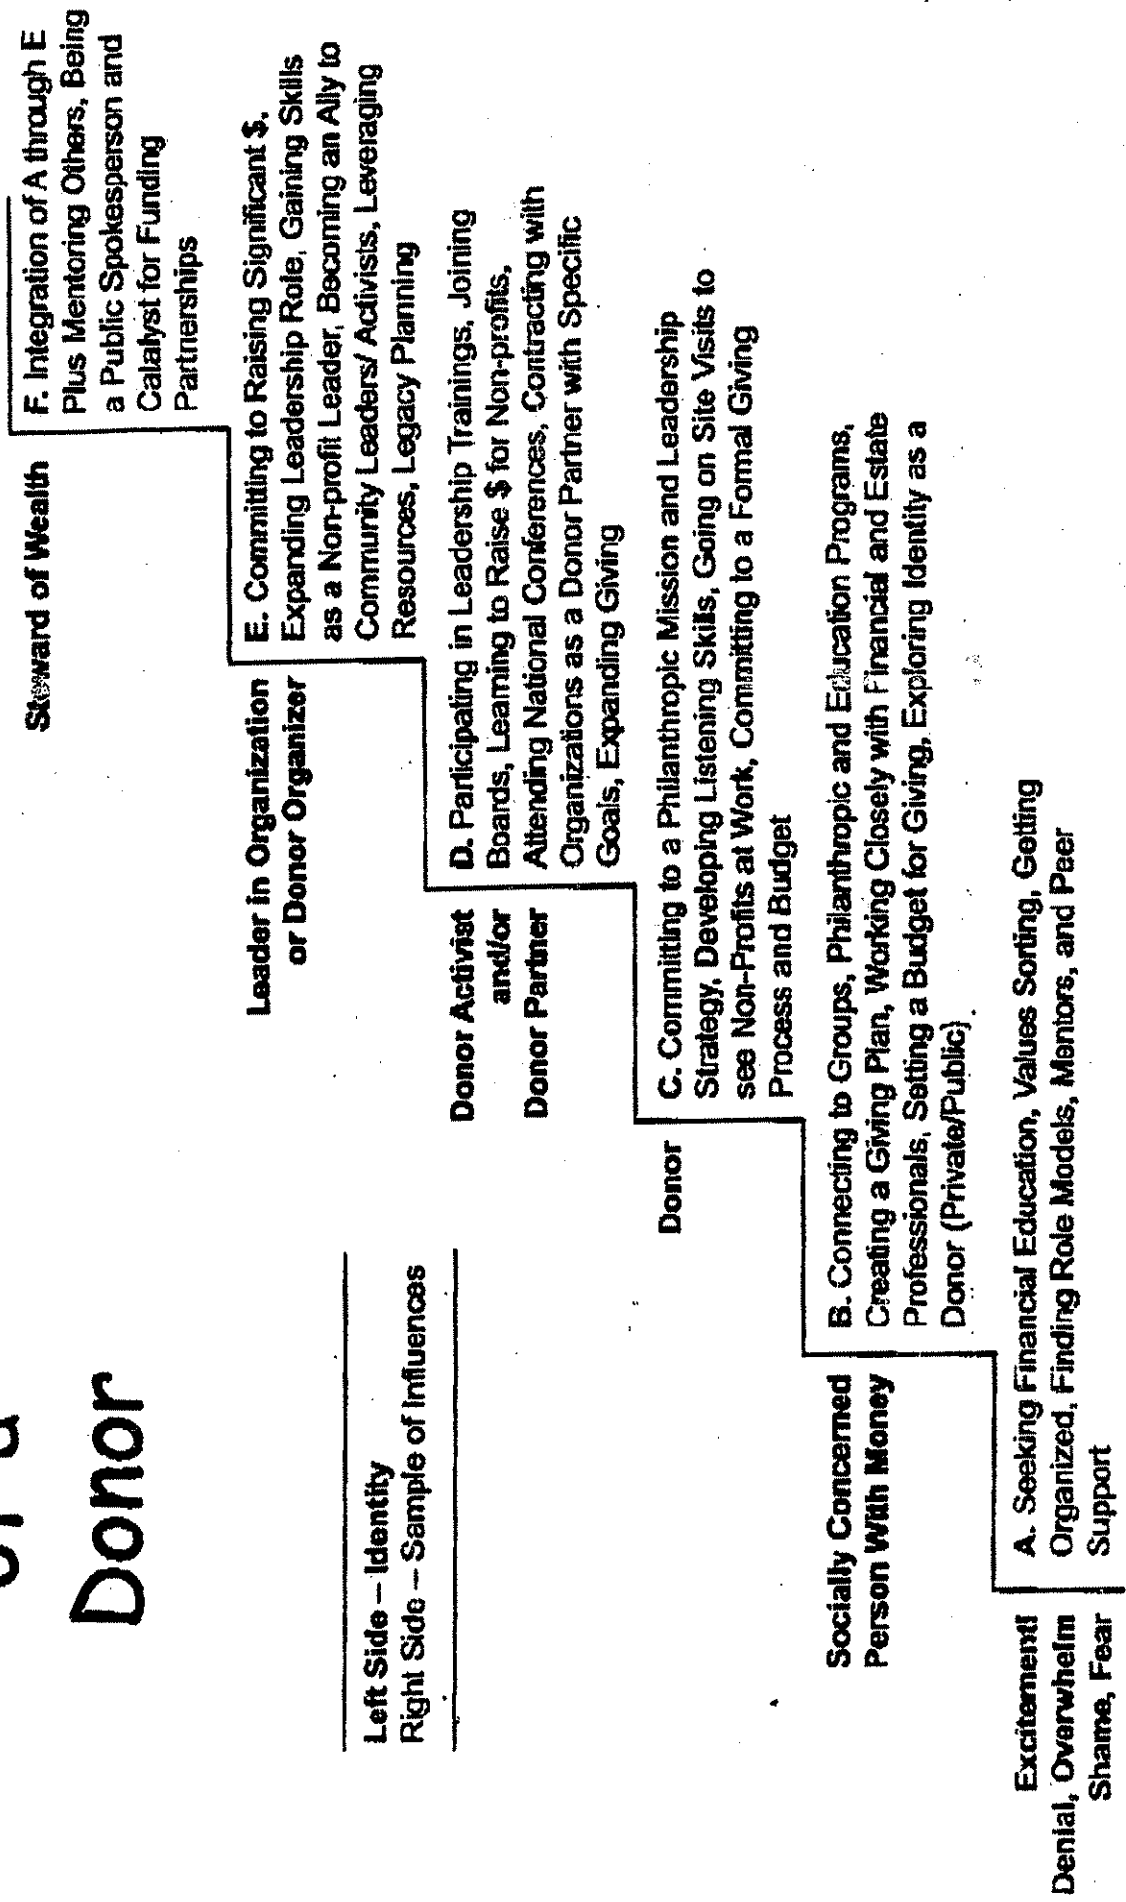 Donor
Left Side – Identity
Right Side – Sample of Influences
Steward of Wealth
F. Integration of A through E
Plus Mentoring Others, Being
a Public Spokesperson and
Catalyst for Funding
Partnerships
Leader in Organization
or Donor Organizer
E. Committing to Raising Significant $,
Expanding Leadership Role, Gaining Skills
as a Non-profit Leader, Becoming an Ally to
Community Leaders/ Activists, Leveraging
Resources, Legacy Planning
Donor Activist
and/or
Donor Partner
D. Participating in Leadership Trainings, Joining
Boards, Learning to Raise $ for Non-profits,
Attending National Conferences, Contracting with
Organizations as a Donor Partner with Specific
Goals, Expanding Giving
Donor
C. Committing to a Philanthropic Mission and Leadership
Strategy, Developing Listening Skills, Going on Site Visits to
see Non-Profits at Work, Committing to a Formal Giving
Process and Budget
Socially Concerned
Person With Money
B. Connecting to Groups, Philanthropic and Education Programs,
Creating a Giving Plan, Working Closely with Financial and Estate
Professionals, Setting a Budget for Giving, Exploring Identity as a
Donor (Private/Public)
Excitement!
Denial, Overwhelm
Shame, Fear
A. Seeking Financial Education, Values Sorting, Getting
Organized, Finding Role Models, Mentors, and Peer
Support